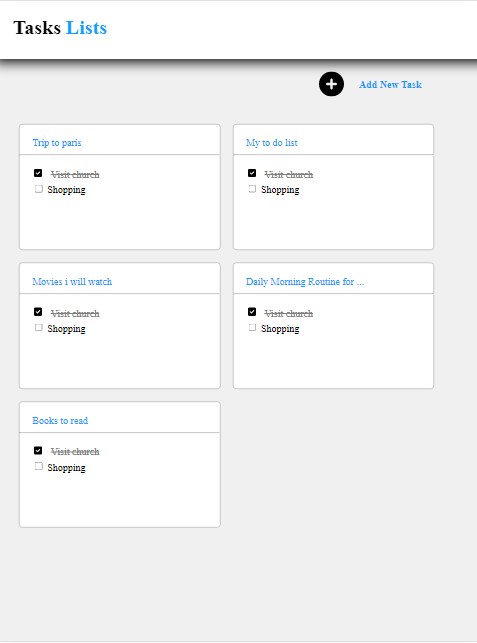 Tasks Lists
Add New Task
Trip to paris
Visit church
Shopping
My to do list
Visit church
Shopping
Movies i will watch
Visit church
Shopping
Daily Morning Routine for ...
Visit church
Shopping
Books to read
Visit church
Shopping